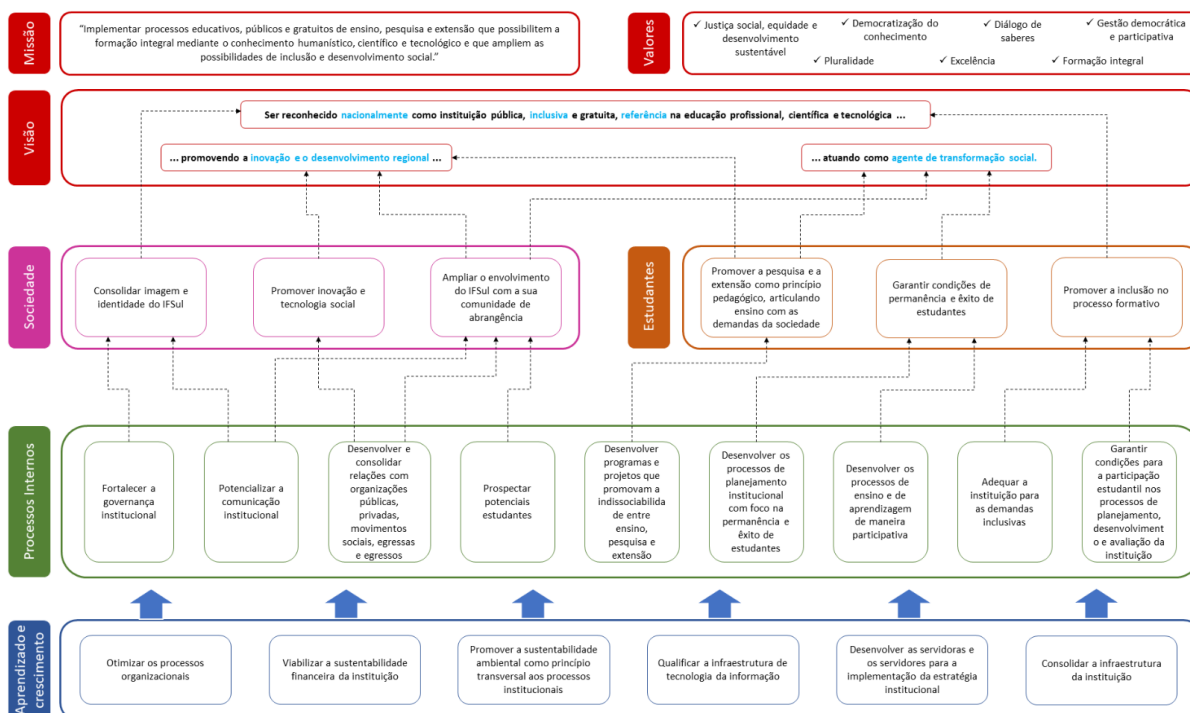 Missão
“Implementar processos educativos, públicos e gratuitos de ensino, pesquisa e extensão que possibilitem a
formação integral mediante o conhecimento humanístico, científico e tecnológico e que ampliem as
possibilidades de inclusão e desenvolvimento social.”
Valores
✓ Justiça social, equidade e
desenvolvimento
sustentável
✓ Democratização do
conhecimento
✓ Diálogo de
saberes
✓ Gestão democrática
e participativa
✓ Pluralidade
✓ Excelência
✓ Formação integral
Visão
Ser reconhecido nacionalmente como instituição pública, inclusiva e gratuita, referência na educação profissional, científica e tecnológica ...
... promovendo a inovação e o desenvolvimento regional ...
... atuando como agente de transformação social.
Sociedade
Consolidar imagem e
identidade do IFSul
Promover inovação e
tecnologia social
Ampliar o envolvimento
do IFSul com a sua
comunidade de
abrangência
Estudantes
Promover a pesquisa e a
extensão como princípio
pedagógico, articulando
ensino com as
demandas da sociedade
Garantir condições de
permanência e êxito de
estudantes
Promover a inclusão no
processo formativo
Processos Internos
Fortalecer a
governança
institucional
Potencializar a
comunicação
institucional
Desenvolver e
consolidar
relações com
organizações
públicas,
privadas,
movimentos
sociais, egressas
e egressos
Prospectar
potenciais
estudantes
Desenvolver
programas e
projetos que
promovam a
indissociabilida
de entre
ensino,
pesquisa e
extensão
Desenvolver os
processos de
planejamento
institucional
com foco na
permanência e
êxito de
estudantes
Desenvolver os
processos de
ensino e de
aprendizagem
de maneira
participativa
Adequar a
instituição para
as demandas
inclusivas
Garantir
condições para
a participação
estudantil nos
processos de
planejamento,
desenvolviment
o e avaliação da
instituição
Aprendizado e
crescimento
Otimizar os processos
organizacionais
Viabilizar a sustentabilidade
financeira da instituição
Promover a sustentabilidade
ambiental como princípio
transversal aos processos
institucionais
Qualificar a infraestrutura de
tecnologia da informação
Desenvolver as servidoras e
os servidores para a
implementação da estratégia
institucional
Consolidar a infraestrutura
da instituição